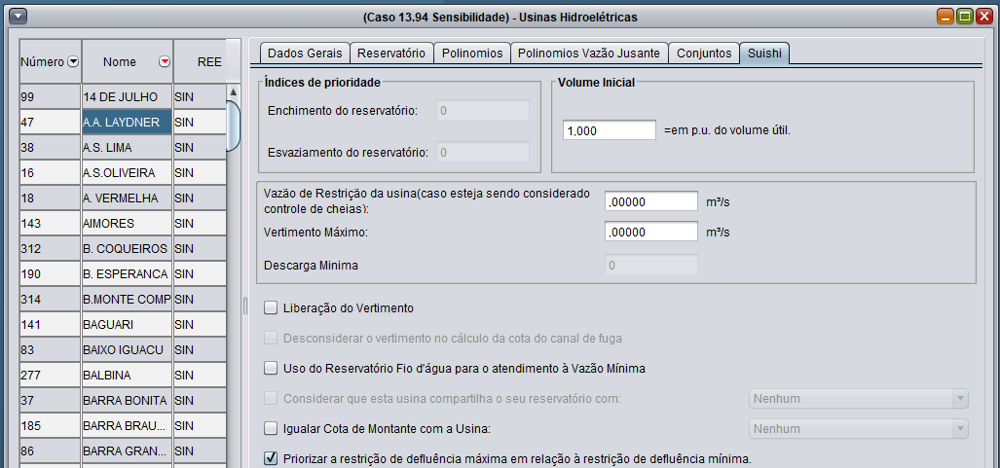 (Caso 13.94 Sensibilidade) - Usinas Hidroelétricas
Número Nome REE
99 14 DE JULHO SIN
47 A.A. LAYDNER SIN
38 A.S. LIMA SIN
16 A.S.OLIVEIRA SIN
18 A. VERMELHA SIN
143 AIMORES SIN
312 B. COQUEIROS SIN
190 B. ESPERANCA SIN
314 B.MONTE COMP SIN
141 BAGUARI SIN
83 BAIXO IGUACU SIN
277 BALBINA SIN
37 BARRA BONITA SIN
185 BARRA BRAU... SIN
86 BARRA GRAN... SIN
Dados Gerais Reservatório Polinomios Polinomios Vazão Jusante Conjuntos Suishi
Índices de prioridade
Enchimento do reservatório: 0
Esvaziamento do reservatório: 0
Volume Inicial
1,000 =em p.u. do volume útil.
Vazão de Restrição da usina(caso esteja sendo considerado
controle de cheias): ,00000 m³/s
Vertimento Máximo: ,00000 m³/s
Descarga Minima 0
Liberação do Vertimento
Desconsiderar o vertimento no cálculo da cota do canal de fuga
Uso do Reservatório Fio d'água para o atendimento à Vazão Mínima
Considerar que esta usina compartilha o seu reservatório com: Nenhum
Igualar Cota de Montante com a Usina: Nenhum
Priorizar a restrição de defluência máxima em relação à restrição de defluência mínima.